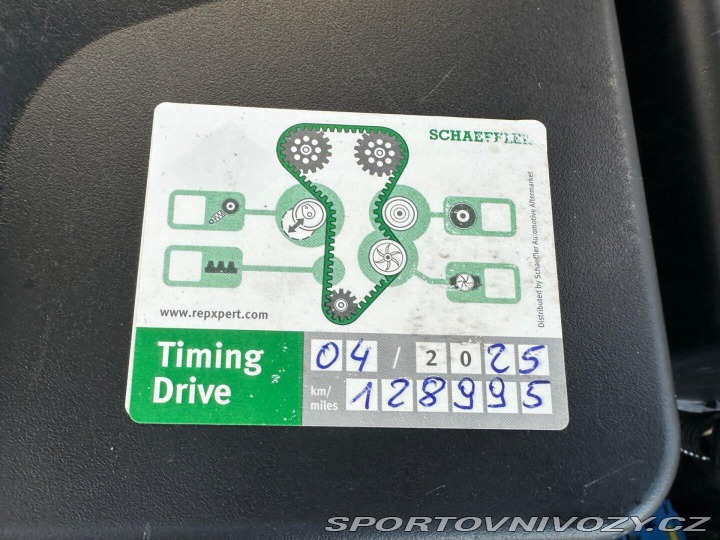 SCHAEFFLER
Distributed by Schaeffler Automotive Aftermarket
www.repxpert.com
Timing Drive
04 / 2025
km/ miles 128995
SPORTOVNIVOZY.CZ